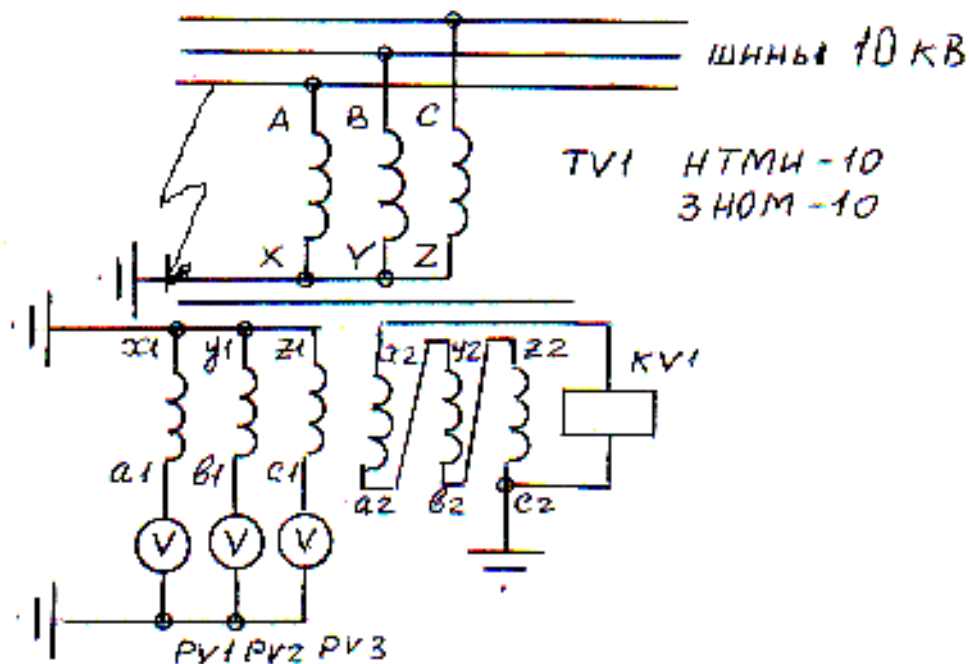 шины 10 кВ
A B C
TV1 НТМИ-10
ЗНОМ-10
X Y Z
x1 y1 z1 x2 y2 z2 KV1
a1 в1 c1 a2 в2 c2
V V V
PV1 PV2 PV3